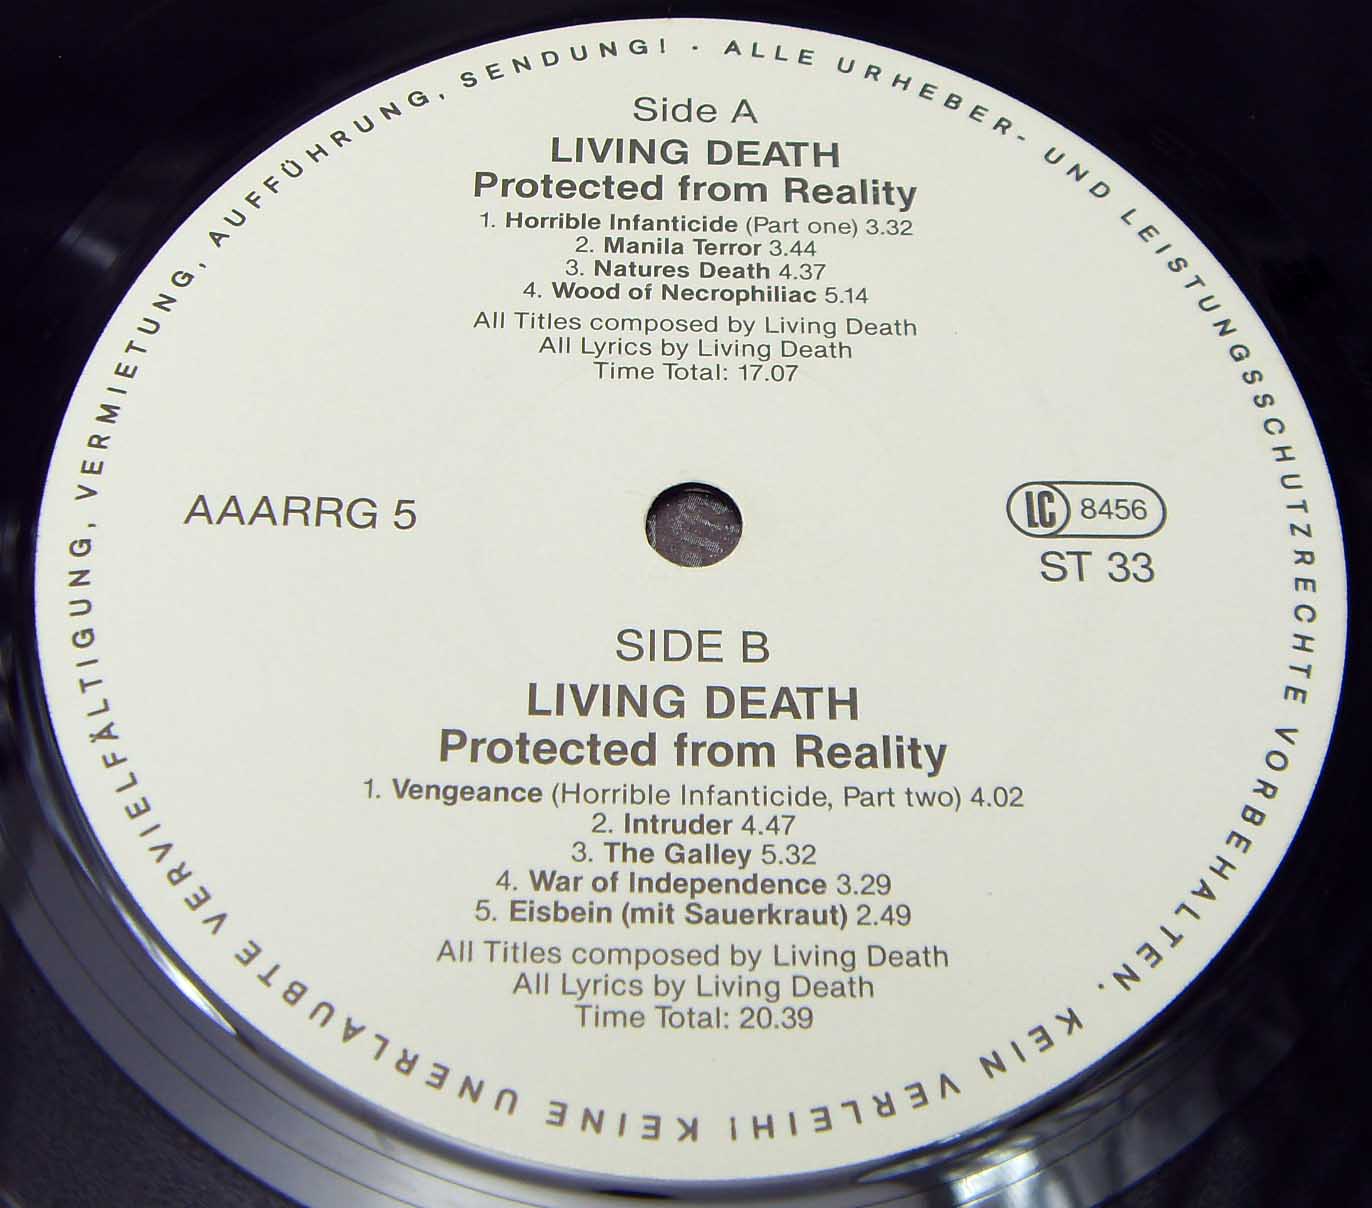 Side A
LIVING DEATH
Protected from Reality
1. Horrible Infanticide (Part one) 3.32
2. Manila Terror 3.44
3. Natures Death 4.37
4. Wood of Necrophiliac 5.14
All Titles composed by Living Death
All Lyrics by Living Death
Time Total: 17.07
AAARRG 5
LC 8456
ST 33
SIDE B
LIVING DEATH
Protected from Reality
1. Vengeance (Horrible Infanticide, Part two) 4.02
2. Intruder 4.47
3. The Galley 5.32
4. War of Independence 3.29
5. Eisbein (mit Sauerkraut) 2.49
All Titles composed by Living Death
All Lyrics by Living Death
Time Total: 20.39
ALLE URHEBER- UND LEISTUNGSSCHUTZRECHTE VORBEHALTEN. KEIN VERLEIH! KEINE UNERLAUBTE VERVIELFÄLTIGUNG, VERMIETUNG, AUFFÜHRUNG, SENDUNG! ·